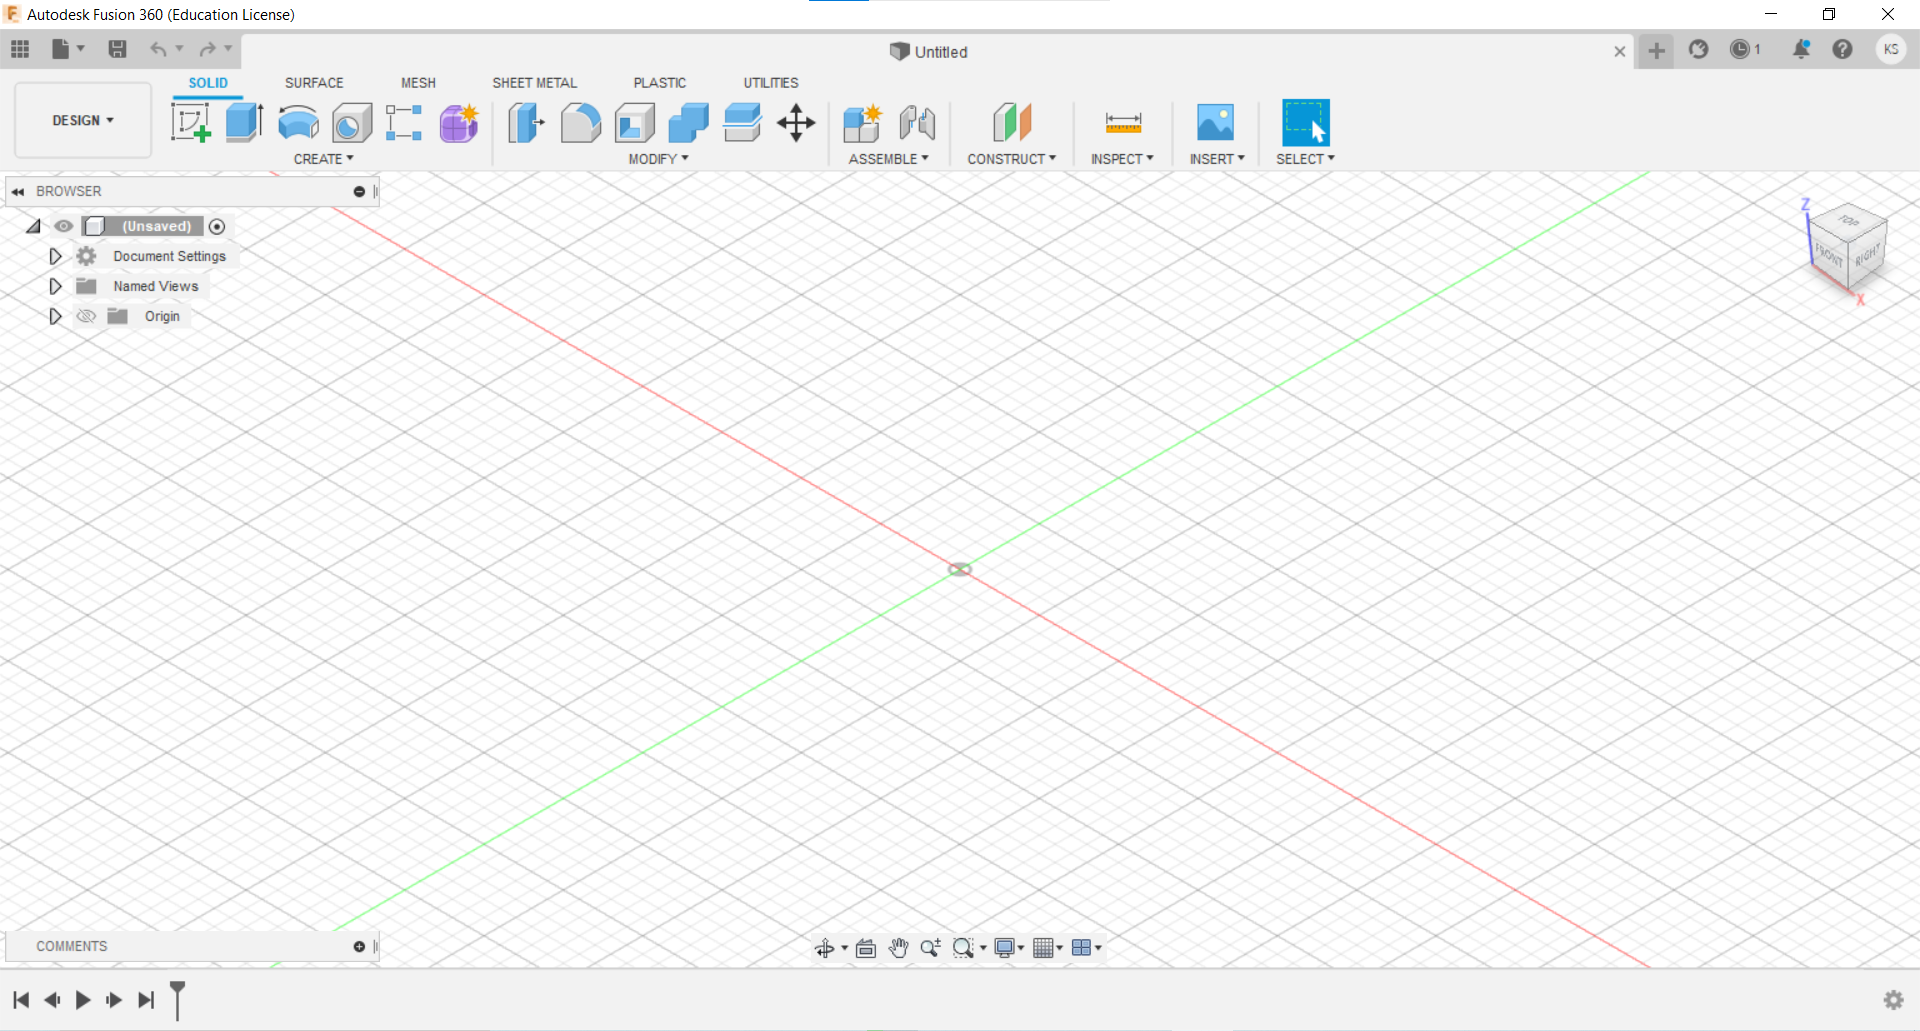 Autodesk Fusion 360 (Education License)
Untitled
1
KS
SOLID SURFACE MESH SHEET METAL PLASTIC UTILITIES
DESIGN
CREATE MODIFY ASSEMBLE CONSTRUCT INSPECT INSERT SELECT
BROWSER
(Unsaved)
Document Settings
Named Views
Origin
Z
TOP
FRONT RIGHT
X
COMMENTS